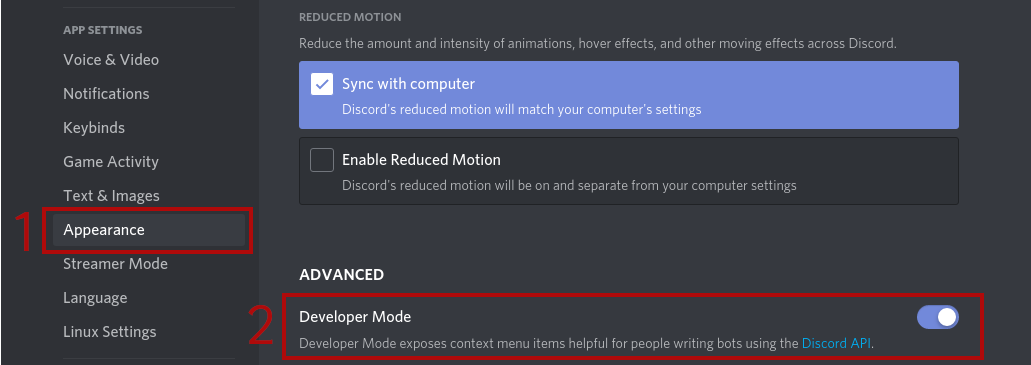 APP SETTINGS
Voice & Video
Notifications
Keybinds
Game Activity
Text & Images
1
Appearance
Streamer Mode
Language
Linux Settings
REDUCED MOTION
Reduce the amount and intensity of animations, hover effects, and other moving effects across Discord.
Sync with computer
Discord's reduced motion will match your computer's settings
Enable Reduced Motion
Discord's reduced motion will be on and separate from your computer settings
ADVANCED
2
Developer Mode
Developer Mode exposes context menu items helpful for people writing bots using the Discord API.